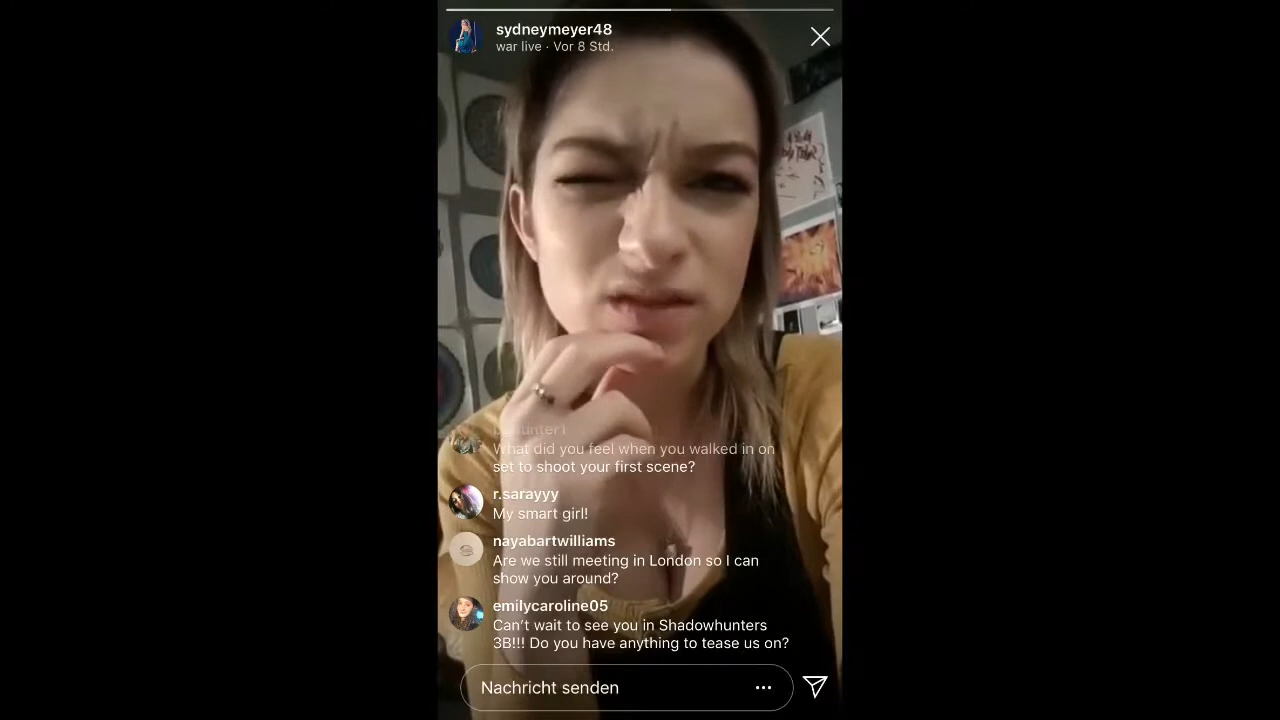 sydneymeyer48
war live · Vor 8 Std.
What did you feel when you walked in on
set to shoot your first scene?
r.sarayyy
My smart girl!
nayabartwilliams
Are we still meeting in London so I can
show you around?
emilycaroline05
Can't wait to see you in Shadowhunters
3B!!! Do you have anything to tease us on?
Nachricht senden